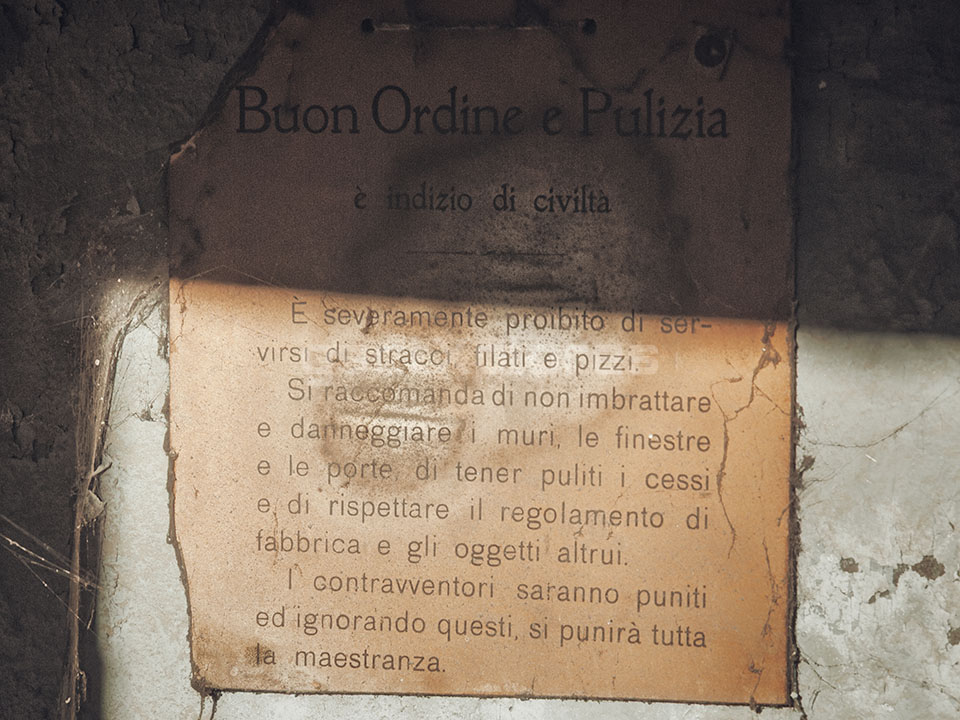 Buon Ordine e Pulizia
è indizio di civiltà
È severamente proibito di ser-
virsi di stracci, filati e pizzi.
Si raccomanda di non imbrattare
e danneggiare i muri, le finestre
e le porte, di tener puliti i cessi
e di rispettare il regolamento di
fabbrica e gli oggetti altrui.
I contravventori saranno puniti
ed ignorando questi, si punirà tutta
la maestranza.